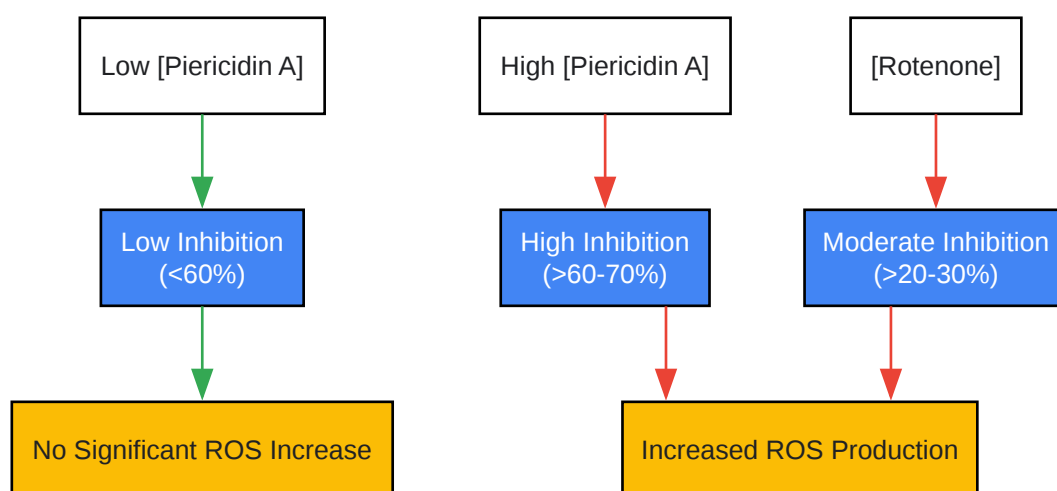 Low [Piericidin A]
High [Piericidin A]
[Rotenone]
Low Inhibition
(<60%)
High Inhibition
(>60-70%)
Moderate Inhibition
(>20-30%)
No Significant ROS Increase
Increased ROS Production